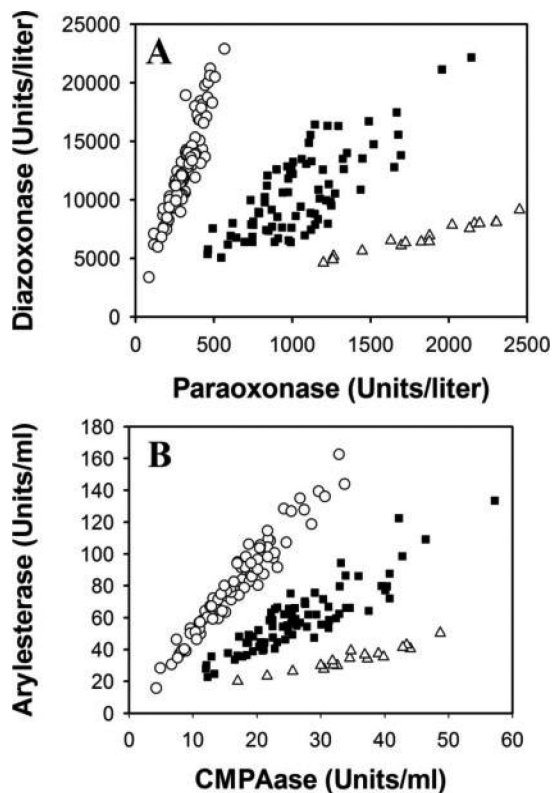 A
Diazoxonase (Units/liter)
25000
20000
15000
10000
5000
0
0 500 1000 1500 2000 2500
Paraoxonase (Units/liter)
B
Arylesterase (Units/ml)
180
160
140
120
100
80
60
40
20
0
0 10 20 30 40 50 60
CMPAase (Units/ml)